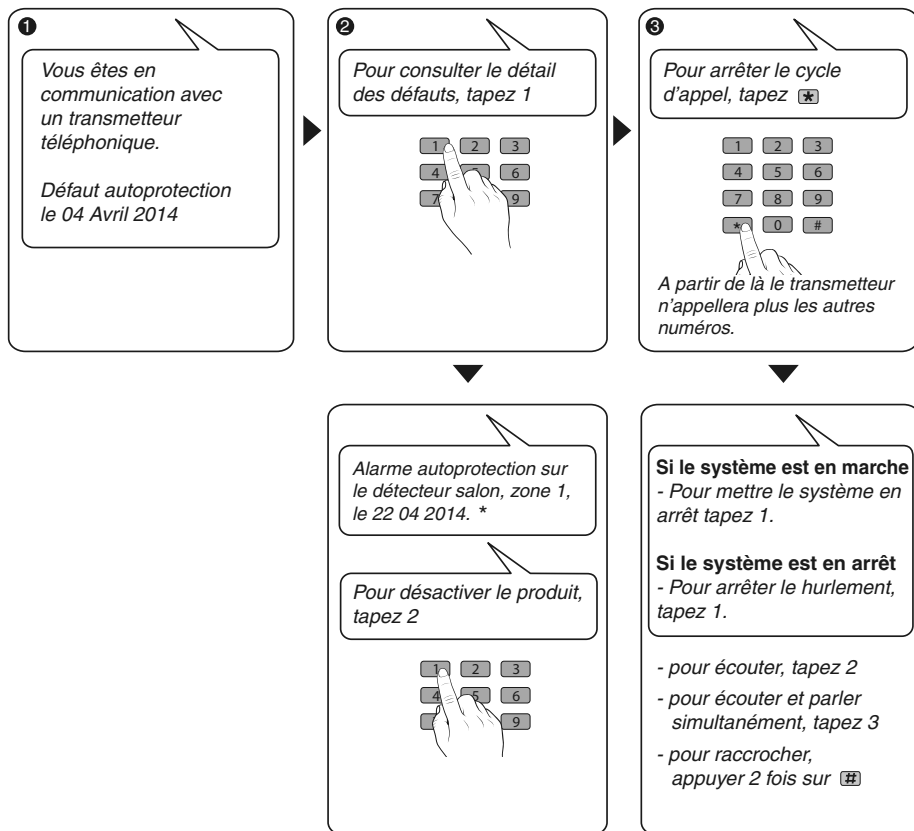 ❶
Vous êtes en
communication avec
un transmetteur
téléphonique.
Défaut autoprotection
le 04 Avril 2014
❷
Pour consulter le détail
des défauts, tapez 1
1 2 3
4 5 6
7 9
❸
Pour arrêter le cycle
d'appel, tapez *
1 2 3
4 5 6
7 8 9
* 0 #
A partir de là le transmetteur
n'appellera plus les autres
numéros.
Alarme autoprotection sur
le détecteur salon, zone 1,
le 22 04 2014. *
Pour désactiver le produit,
tapez 2
1 2 3
4 5 6
9
Si le système est en marche
- Pour mettre le système en
arrêt tapez 1.
Si le système est en arrêt
- Pour arrêter le hurlement,
tapez 1.
- pour écouter, tapez 2
- pour écouter et parler
simultanément, tapez 3
- pour raccrocher,
appuyer 2 fois sur #